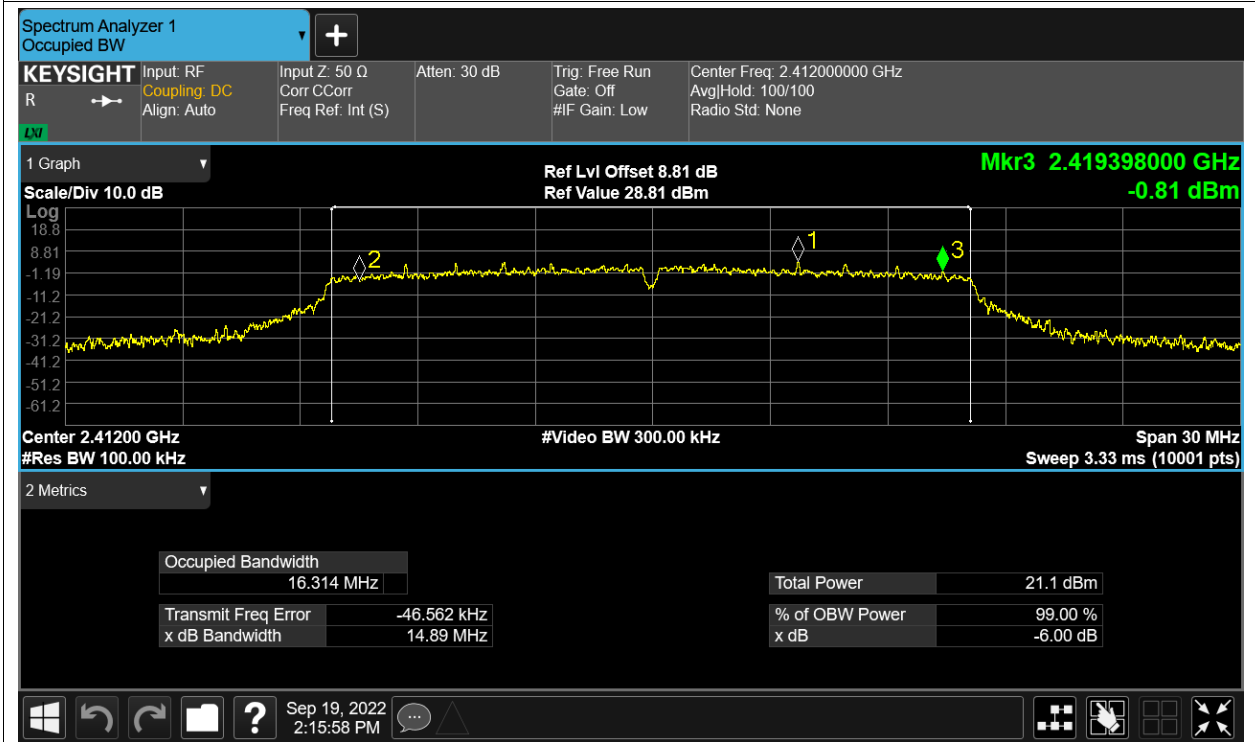 Spectrum Analyzer 1
Occupied BW
KEYSIGHT
R
LXI
Input: RF
Coupling: DC
Align: Auto
Input Z: 50 Ω
Corr CCorr
Freq Ref: Int (S)
Atten: 30 dB
Trig: Free Run
Gate: Off
#IF Gain: Low
Center Freq: 2.412000000 GHz
Avg|Hold: 100/100
Radio Std: None
1 Graph
Scale/Div 10.0 dB
Ref Lvl Offset 8.81 dB
Ref Value 28.81 dBm
Mkr3 2.419398000 GHz
-0.81 dBm
Log
18.8
8.81
-1.19
-11.2
-21.2
-31.2
-41.2
-51.2
-61.2
2
1
3
Center 2.41200 GHz
#Res BW 100.00 kHz
#Video BW 300.00 kHz
Span 30 MHz
Sweep 3.33 ms (10001 pts)
2 Metrics
Occupied Bandwidth
16.314 MHz
Transmit Freq Error -46.562 kHz
x dB Bandwidth 14.89 MHz
Total Power 21.1 dBm
% of OBW Power 99.00 %
x dB -6.00 dB
?
Sep 19, 2022
2:15:58 PM